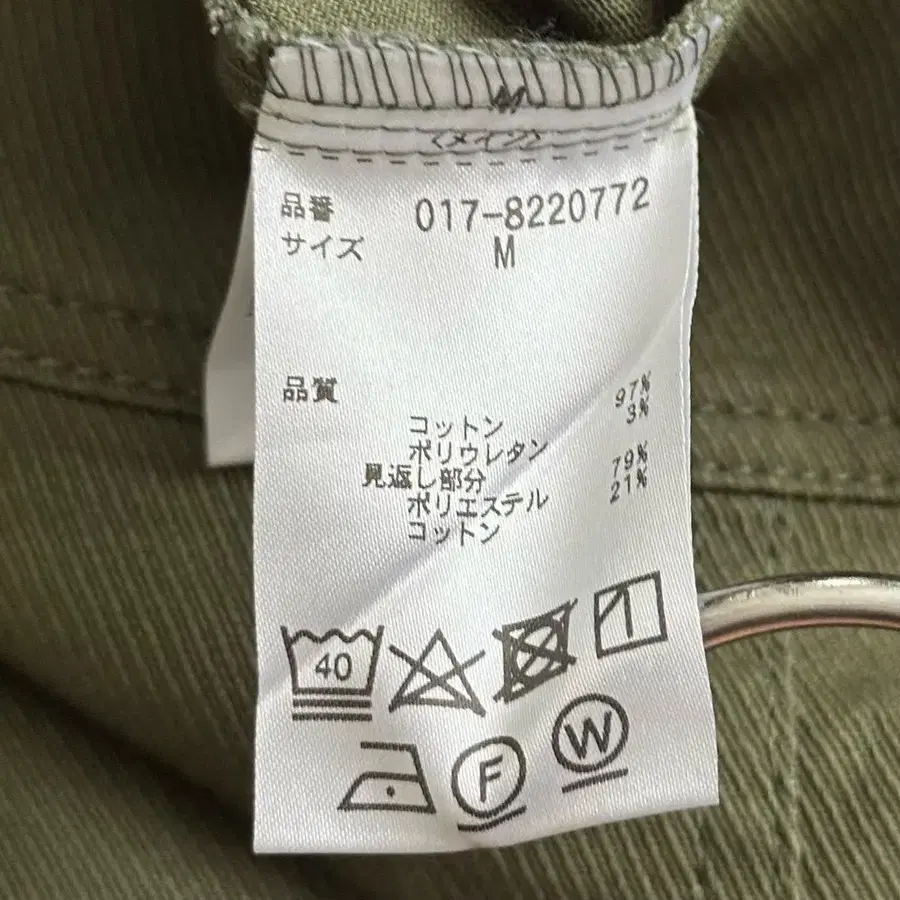 <メイン>
品番 017-8220772
サイズ M
品質
コットン 97%
ポリウレタン 3%
見返し部分
ポリエステル 79%
コットン 21%
40
F
W